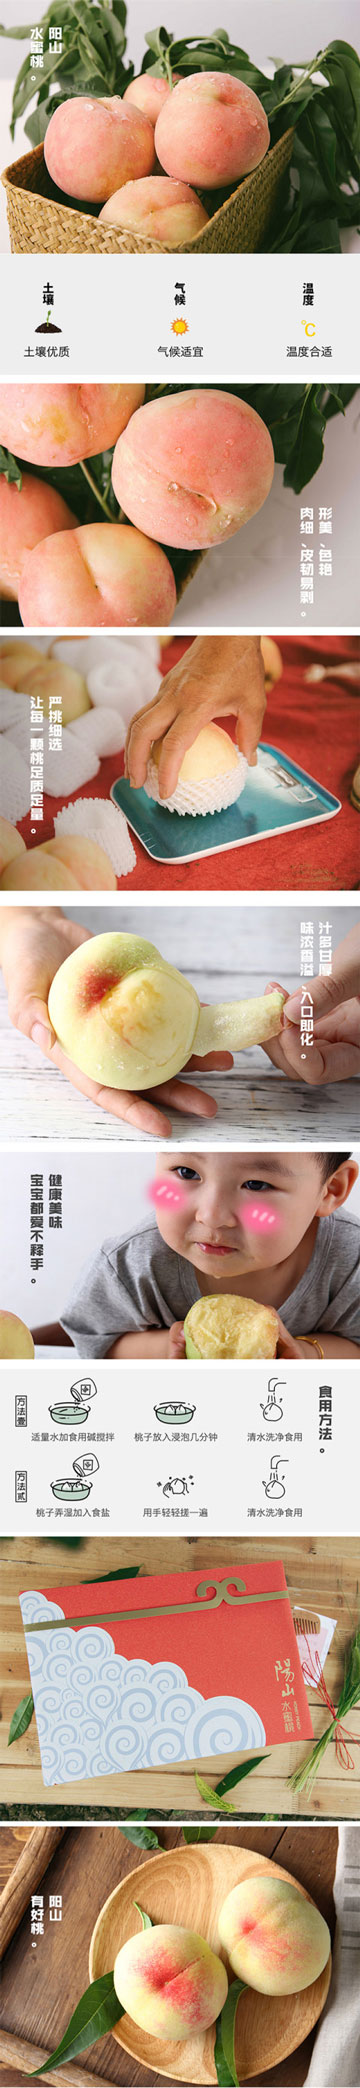 阳山
水蜜桃。
土壤
气候
温度
℃
土壤优质
气候适宜
温度合适
形美、色艳
肉细、皮韧易剥。
严挑细选
让每一颗桃足质足量。
汁多甘厚
味浓香溢、入口即化。
健康美味
宝宝都爱不释手。
食用方法。
方法壹
适量水加食用碱搅拌
桃子放入浸泡几分钟
清水洗净食用
方法贰
桃子弄湿加入食盐
用手轻轻搓一遍
清水洗净食用
陽山
水蜜桃
阳山
有好桃。